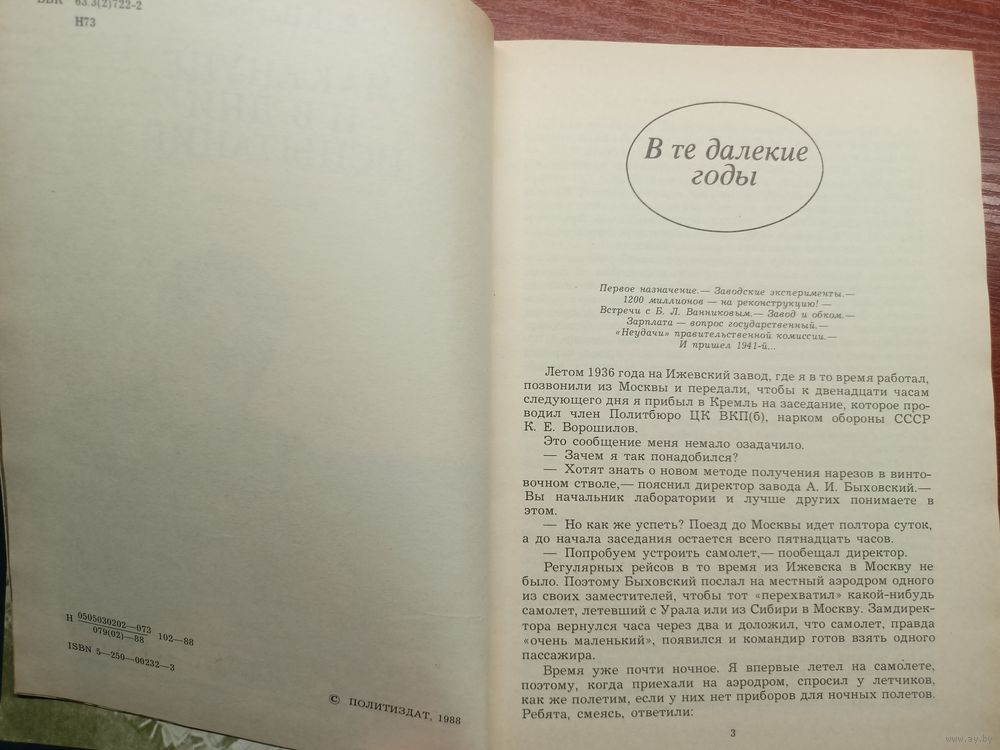 ББК 63.3(2)722-2
Н73
Н 0505030202—073
079(02)—88 102—88
ISBN 5—250—00232—3
© ПОЛИТИЗДАТ, 1988
В те далекие
годы
Первое назначение.— Заводские эксперименты.—
1200 миллионов — на реконструкцию! —
Встречи с Б. Л. Ванниковым.— Завод и обком.—
Зарплата — вопрос государственный.—
«Неудачи» правительственной комиссии.—
И пришел 1941-й...
Летом 1936 года на Ижевский завод, где я в то время работал,
позвонили из Москвы и передали, чтобы к двенадцати часам
следующего дня я прибыл в Кремль на заседание, которое про-
водил член Политбюро ЦК ВКП(б), нарком обороны СССР
К. Е. Ворошилов.
Это сообщение меня немало озадачило.
— Зачем я так понадобился?
— Хотят знать о новом методе получения нарезов в винто-
вочном стволе,— пояснил директор завода А. И. Быховский.—
Вы начальник лаборатории и лучше других понимаете в
этом.
— Но как же успеть? Поезд до Москвы идет полтора суток,
а до начала заседания остается всего пятнадцать часов.
— Попробуем устроить самолет,— пообещал директор.
Регулярных рейсов в то время из Ижевска в Москву не
было. Поэтому Быховский послал на местный аэродром одного
из своих заместителей, чтобы тот «перехватил» какой-нибудь
самолет, летевший с Урала или из Сибири в Москву. Замдирек-
тора вернулся часа через два и доложил, что самолет, правда
«очень маленький», появился и командир готов взять одного
пассажира.
Время уже почти ночное. Я впервые летел на самолете,
поэтому, когда приехали на аэродром, спросил у летчиков,
как же полетим, если у них нет приборов для ночных полетов.
Ребята, смеясь, ответили:
3
www.ay.by